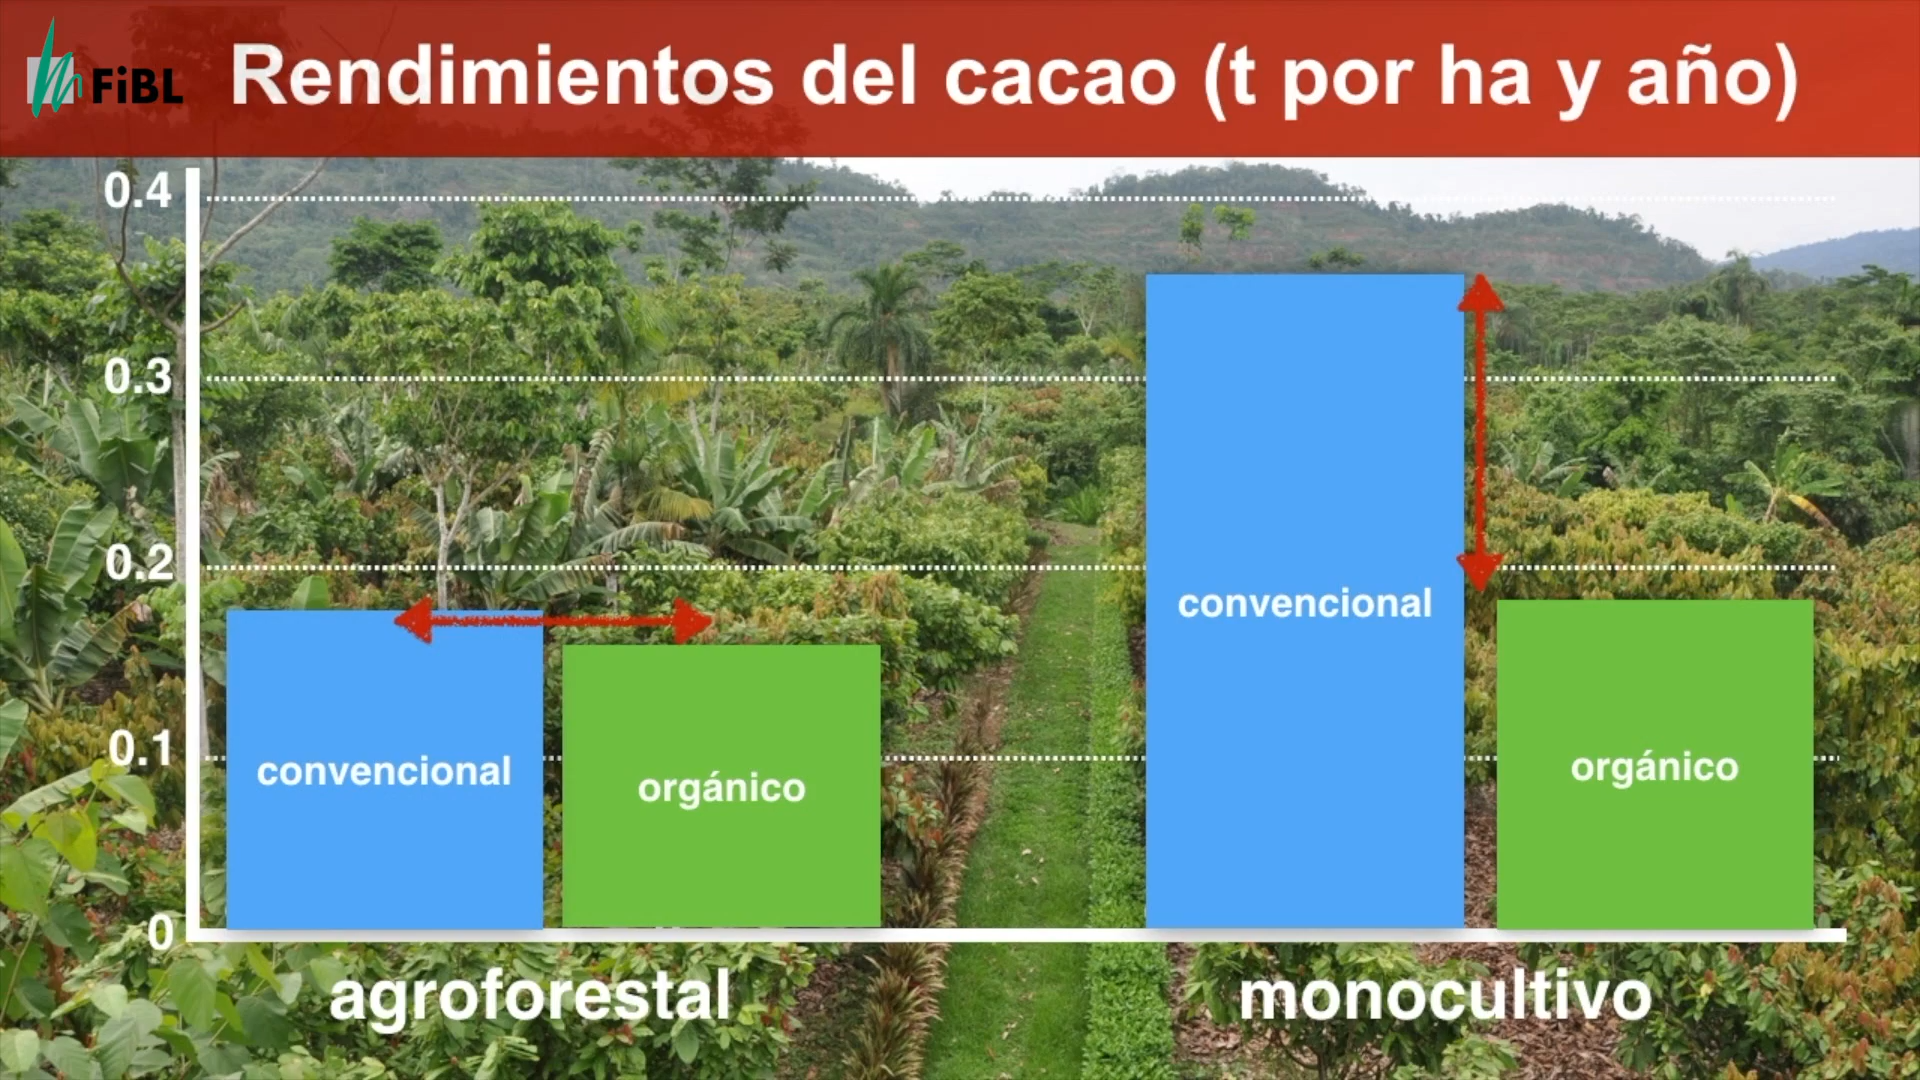 FiBL
Rendimientos del cacao (t por ha y año)
0.4
0.3
0.2
0.1
0
convencional
orgánico
convencional
orgánico
agroforestal
monocultivo